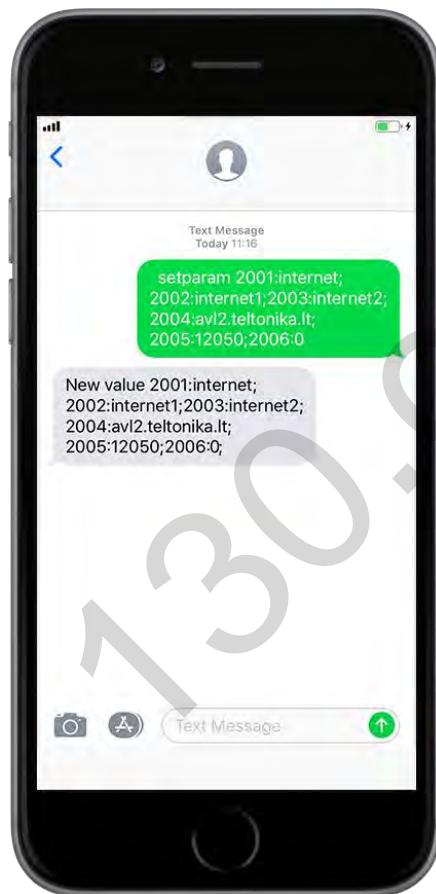 Text Message
Today 11:16
setparam 2001:internet;
2002:internet1;2003:internet2;
2004:avl2.teltonika.lt;
2005:12050;2006:0
New value 2001:internet;
2002:internet1;2003:internet2;
2004:avl2.teltonika.lt;
2005:12050;2006:0;
Text Message